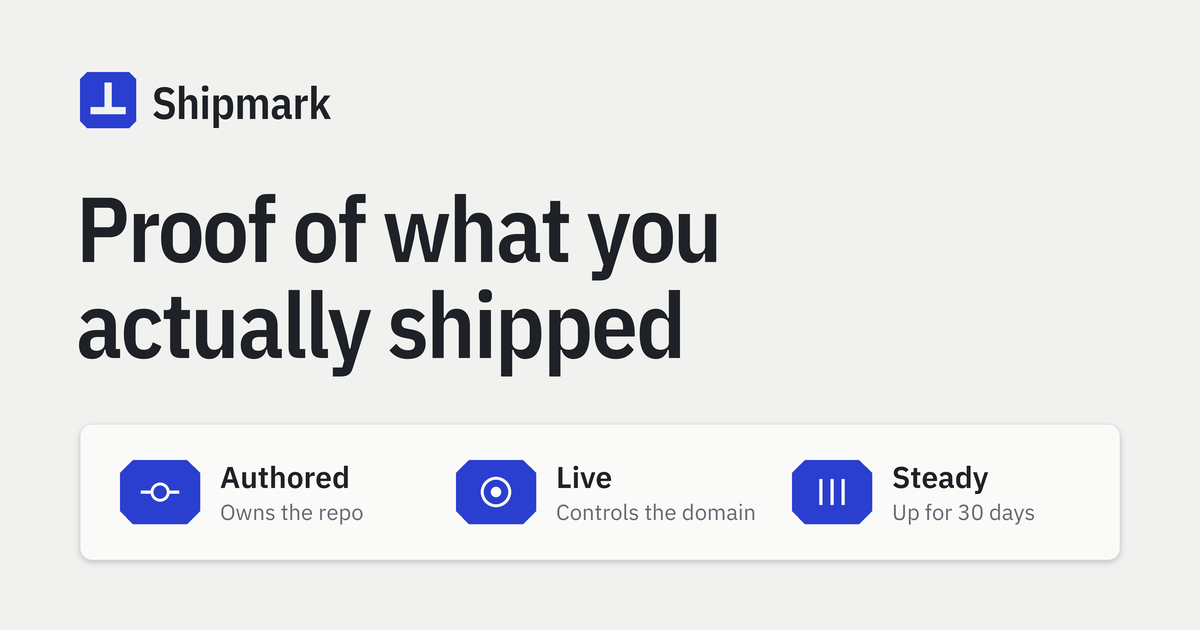 Shipmark
Proof of what you
actually shipped
Authored
Owns the repo
Live
Controls the domain
Steady
Up for 30 days